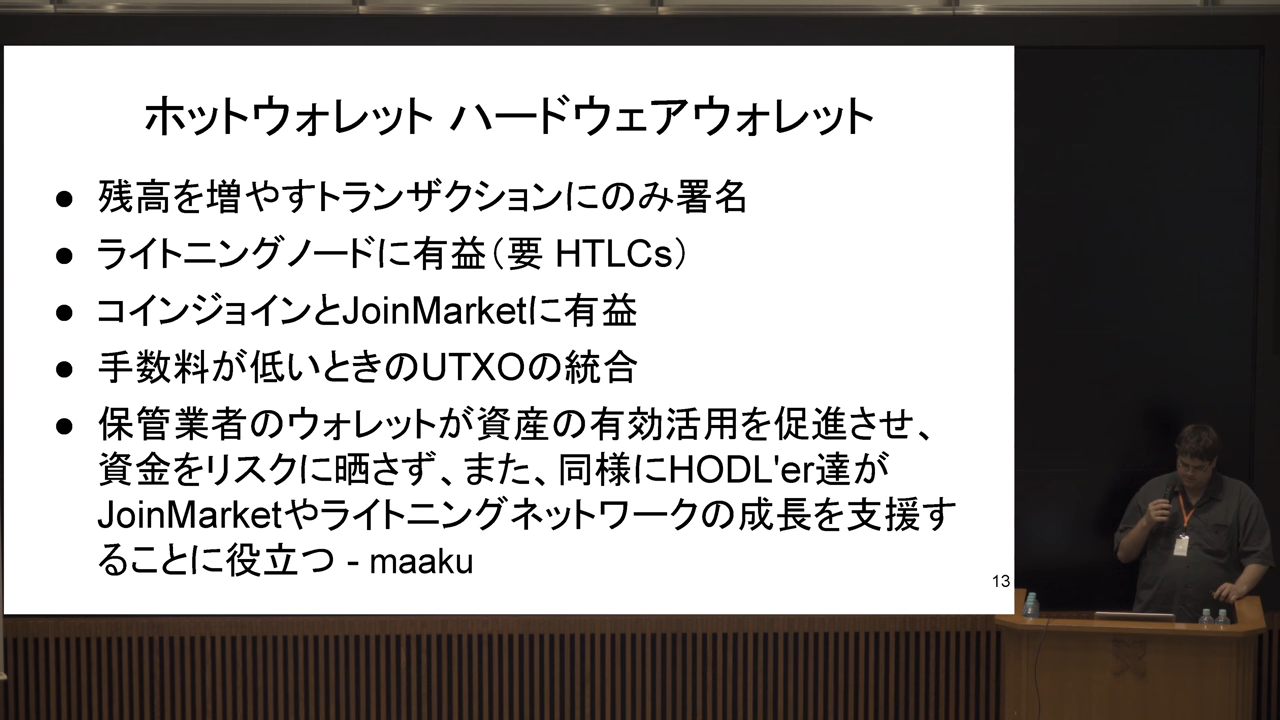 ホットウォレット ハードウェアウォレット
● 残高を増やすトランザクションにのみ署名
● ライトニングノードに有益（要 HTLCs）
● コインジョインとJoinMarketに有益
● 手数料が低いときのUTXOの統合
● 保管業者のウォレットが資産の有効活用を促進させ、
資金をリスクに晒さず、また、同様にHODL'er達が
JoinMarketやライトニングネットワークの成長を支援す
ることに役立つ - maaku
13